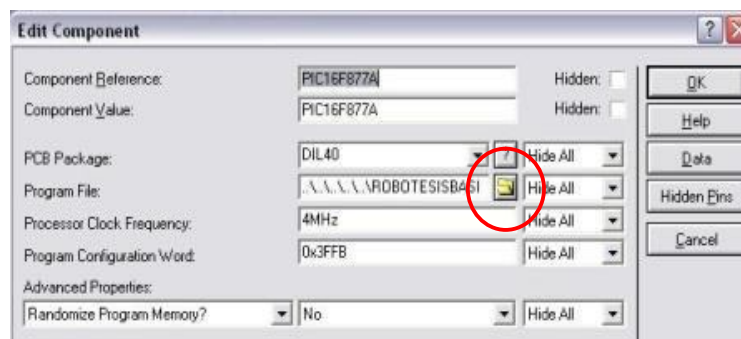 Edit Component
Component Reference: PIC16F877A Hidden: OK
Component Value: PIC16F877A Hidden: Help
PCB Package: DIL40 ? Hide All Data
Program File: ..\..\..\..\..\ROBOTESISBASI Hide All Hidden Pins
Processor Clock Frequency: 4MHz Hide All
Program Configuration Word: 0x3FFB Hide All Cancel
Advanced Properties:
Randomize Program Memory? No Hide All